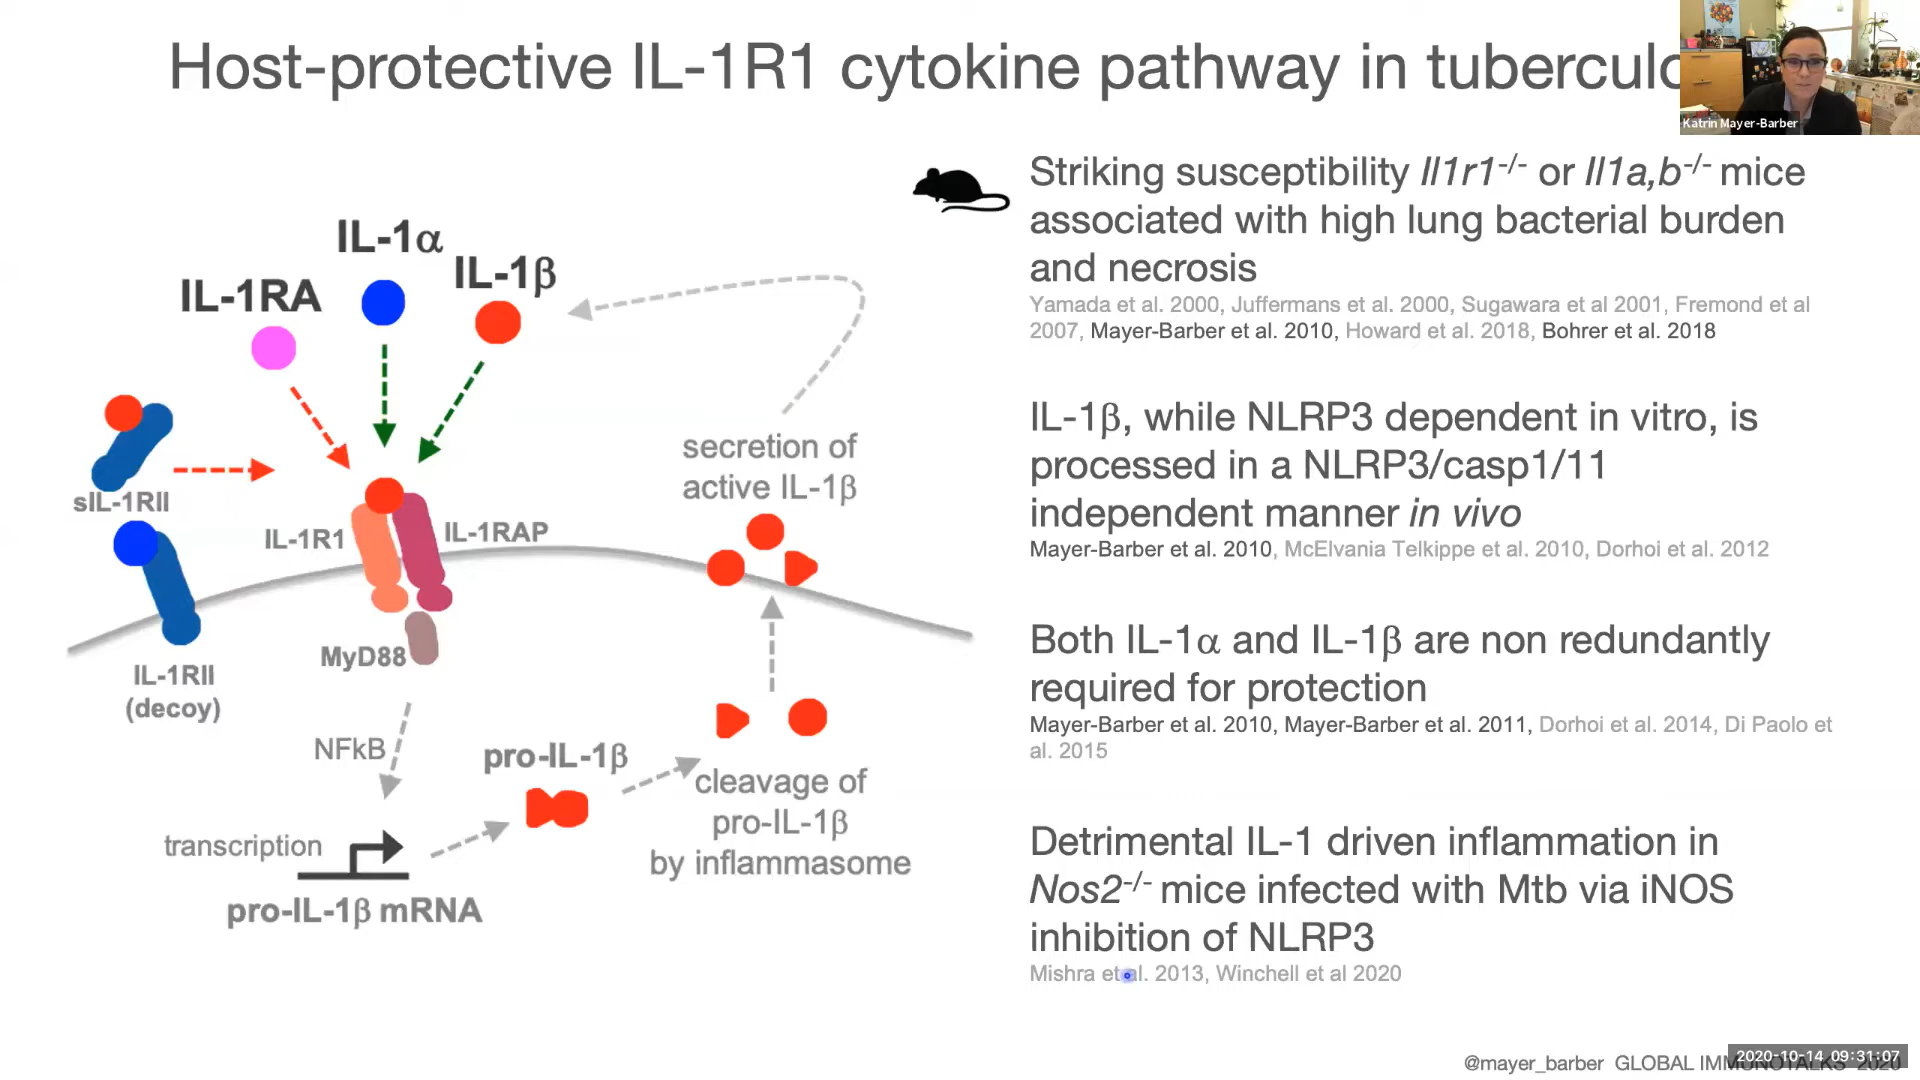 Host-protective IL-1R1 cytokine pathway in tuberculo
Katrin Mayer-Barber
IL-1α
IL-1β
IL-1RA
sIL-1RII
IL-1R1
IL-1RAP
MyD88
IL-1RII
(decoy)
NFkB
transcription
pro-IL-1β mRNA
pro-IL-1β
cleavage of
pro-IL-1β
by inflammasome
secretion of
active IL-1β
Striking susceptibility Il1r1-/- or Il1a,b-/- mice
associated with high lung bacterial burden
and necrosis
Yamada et al. 2000, Juffermans et al. 2000, Sugawara et al 2001, Fremond et al
2007, Mayer-Barber et al. 2010, Howard et al. 2018, Bohrer et al. 2018
IL-1β, while NLRP3 dependent in vitro, is
processed in a NLRP3/casp1/11
independent manner in vivo
Mayer-Barber et al. 2010, McElvania Telkippe et al. 2010, Dorhoi et al. 2012
Both IL-1α and IL-1β are non redundantly
required for protection
Mayer-Barber et al. 2010, Mayer-Barber et al. 2011, Dorhoi et al. 2014, Di Paolo et
al. 2015
Detrimental IL-1 driven inflammation in
Nos2-/- mice infected with Mtb via iNOS
inhibition of NLRP3
Mishra et al. 2013, Winchell et al 2020
@mayer_barber GLOBAL IMMUNOTALKS 2020
2020-10-14 09:31:07